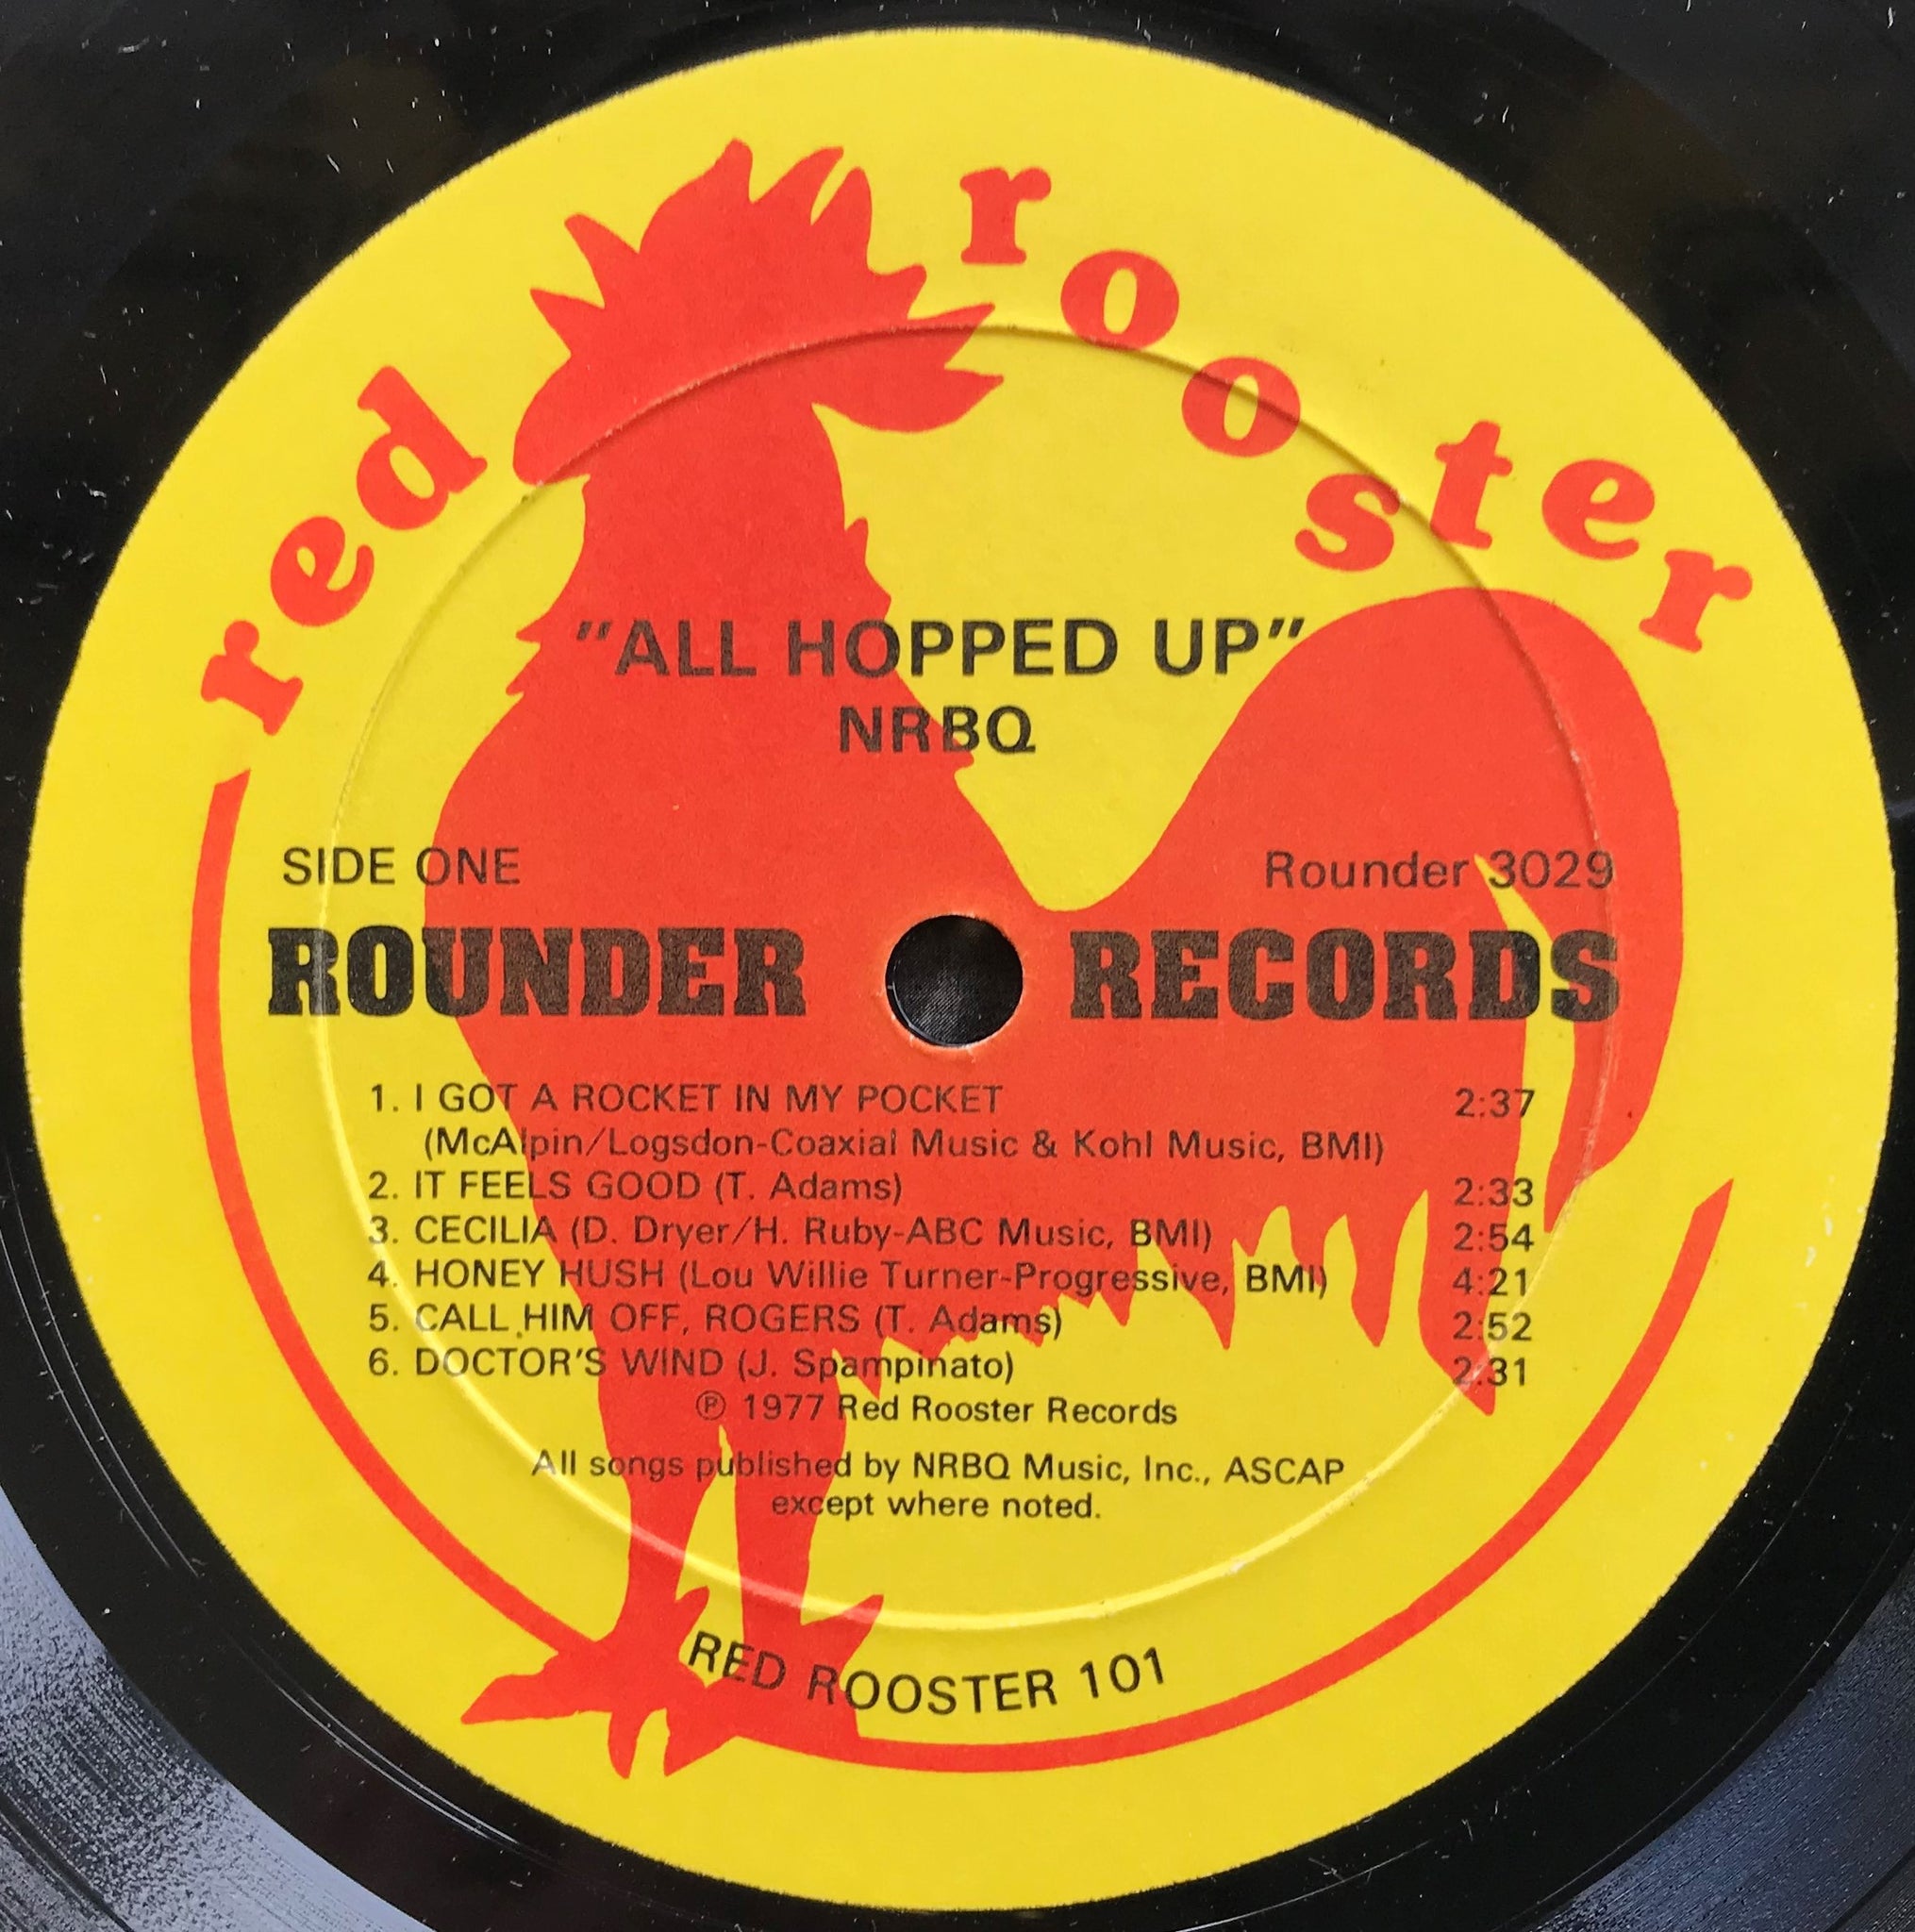 red rooster
"ALL HOPPED UP"
NRBQ
SIDE ONE
Rounder 3029
ROUNDER RECORDS
1. I GOT A ROCKET IN MY POCKET 2:37
(McAlpin/Logsdon-Coaxial Music & Kohl Music, BMI)
2. IT FEELS GOOD (T. Adams) 2:33
3. CECILIA (D. Dryer/H. Ruby-ABC Music, BMI) 2:54
4. HONEY HUSH (Lou Willie Turner-Progressive, BMI) 4:21
5. CALL HIM OFF, ROGERS (T. Adams) 2:52
6. DOCTOR'S WIND (J. Spampinato) 2:31
℗ 1977 Red Rooster Records
All songs published by NRBQ Music, Inc., ASCAP
except where noted.
RED ROOSTER 101